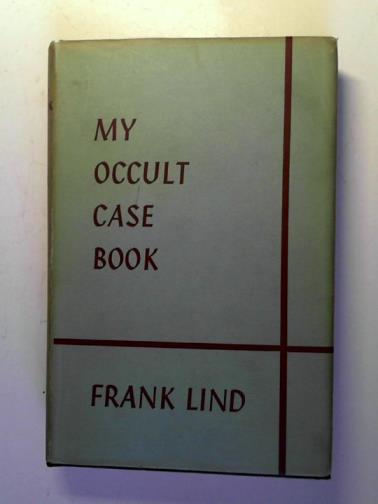 MY
OCCULT
CASE
BOOK
FRANK LIND